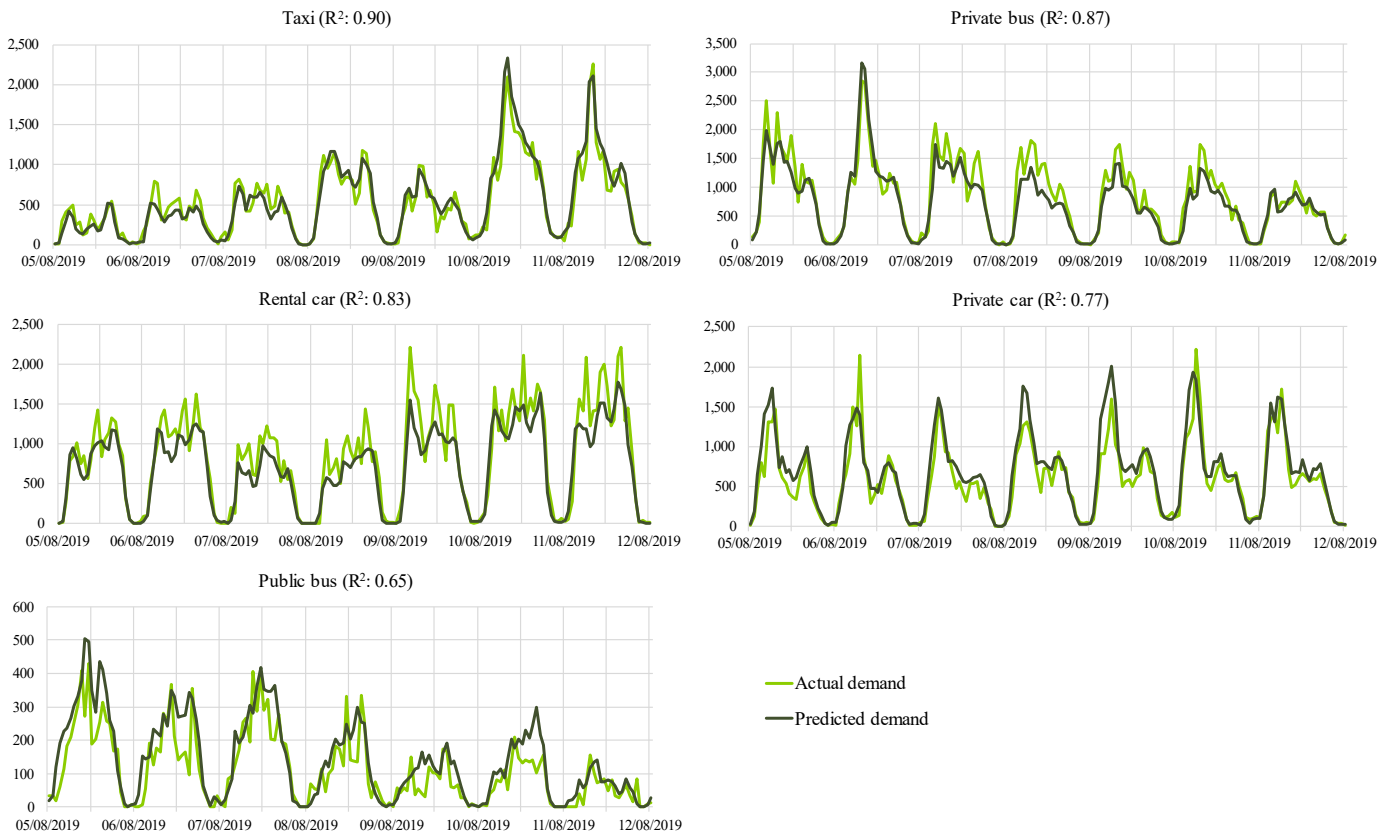 Taxi (R²: 0.90)
2,500
2,000
1,500
1,000
500
0
05/08/2019 06/08/2019 07/08/2019 08/08/2019 09/08/2019 10/08/2019 11/08/2019 12/08/2019
Private bus (R²: 0.87)
3,500
3,000
2,500
2,000
1,500
1,000
500
0
05/08/2019 06/08/2019 07/08/2019 07/08/2019 09/08/2019 10/08/2019 11/08/2019 12/08/2019
Rental car (R²: 0.83)
2,500
2,000
1,500
1,000
500
0
05/08/2019 06/08/2019 07/08/2019 08/08/2019 09/08/2019 10/08/2019 11/08/2019 12/08/2019
Private car (R²: 0.77)
2,500
2,000
1,500
1,000
500
0
05/08/2019 06/08/2019 07/08/2019 08/08/2019 09/08/2019 10/08/2019 11/08/2019 12/08/2019
Public bus (R²: 0.65)
600
500
400
300
200
100
0
05/08/2019 06/08/2019 07/08/2019 08/08/2019 09/08/2019 10/08/2019 11/08/2019 12/08/2019
Actual demand
Predicted demand